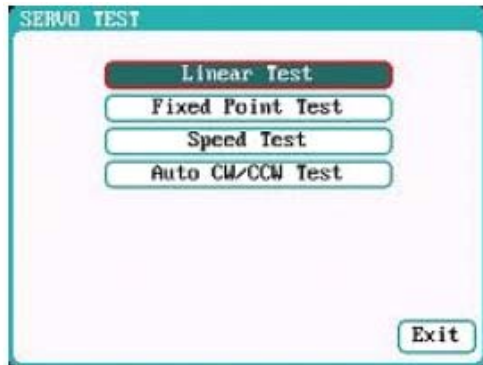 SERVO TEST
Linear Test
Fixed Point Test
Speed Test
Auto CW/CCW Test
Exit